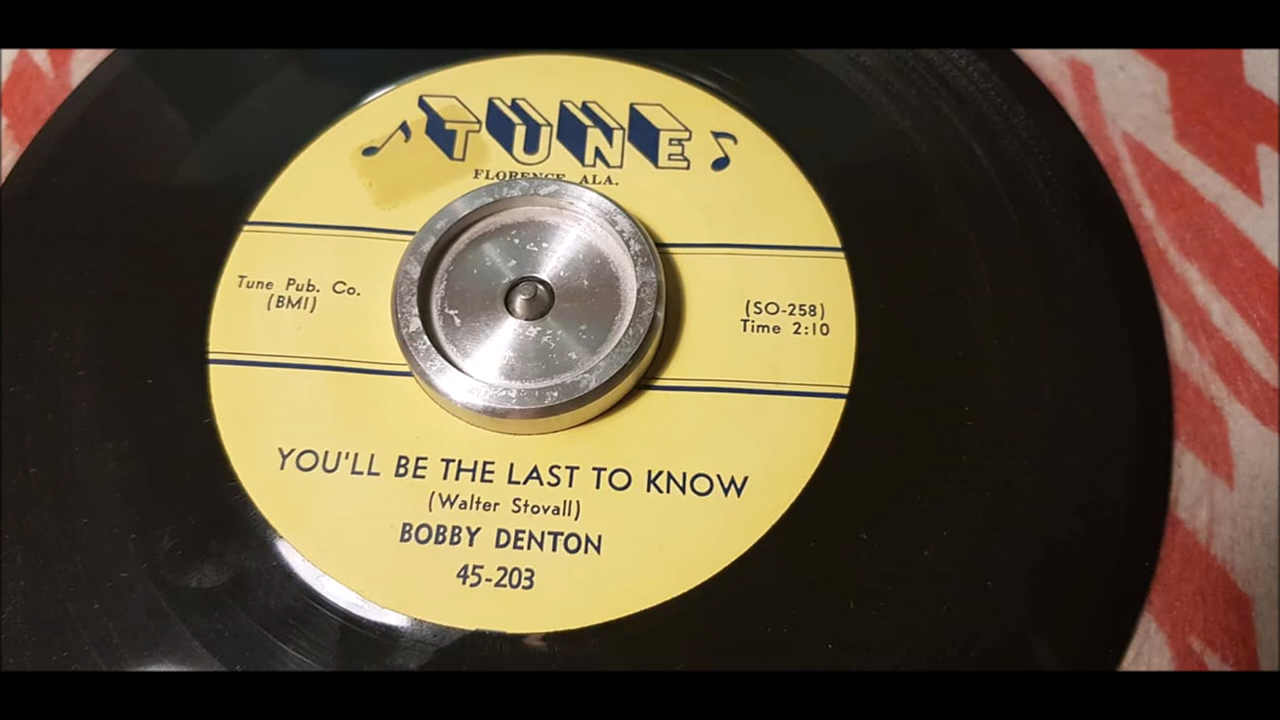 TUNE
FLORENCE, ALA.
Tune Pub. Co.
(BMI)
(SO-258)
Time 2:10
YOU'LL BE THE LAST TO KNOW
(Walter Stovall)
BOBBY DENTON
45-203